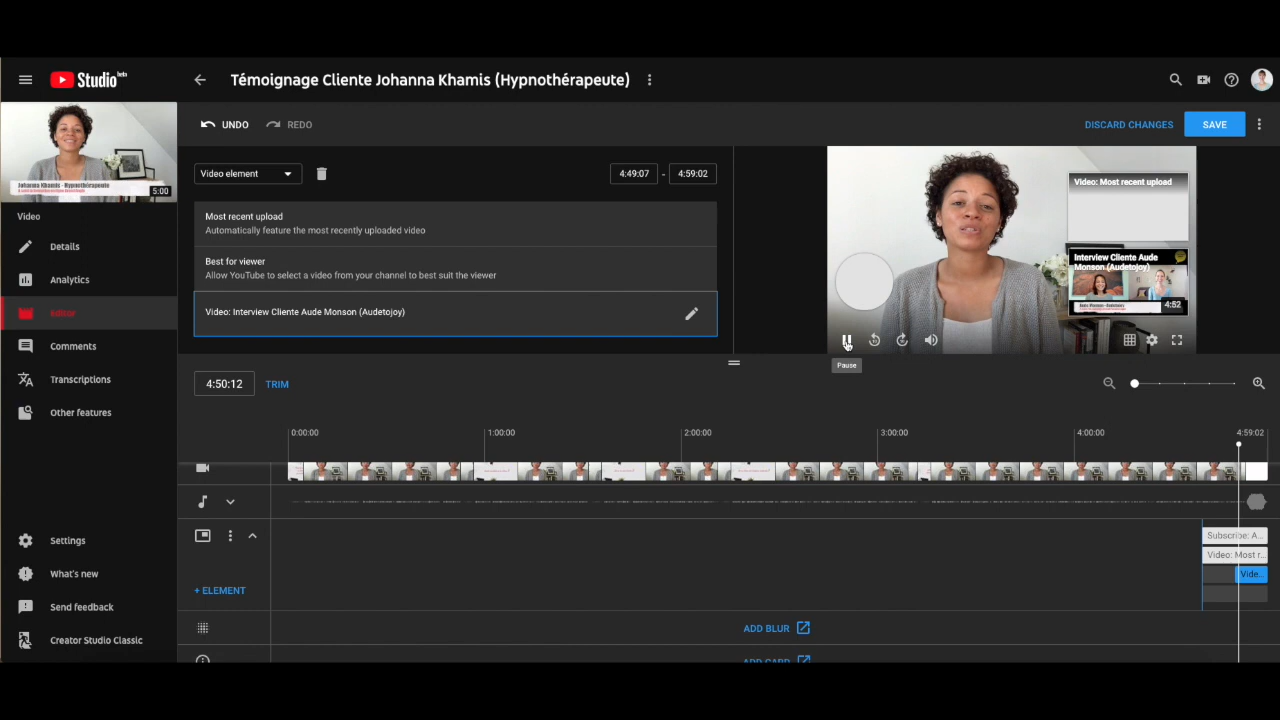 Studio beta
Témoignage Cliente Johanna Khamis (Hypnothérapeute)
UNDO
REDO
DISCARD CHANGES
SAVE
Johanna Khamis - Hypnothérapeute
5:00
Video element
4:49:07 - 4:59:02
Most recent upload
Automatically feature the most recently uploaded video
Best for viewer
Allow YouTube to select a video from your channel to best suit the viewer
Video: Interview Cliente Aude Monson (Audetojoy)
Video: Most recent upload
Interview Cliente Aude
Monson (Audetojoy)
4:52
Pause
Video
Details
Analytics
Editor
Comments
Transcriptions
Other features
Settings
What's new
Send feedback
Creator Studio Classic
4:50:12
TRIM
0:00:00
1:00:00
2:00:00
3:00:00
4:00:00
4:59:02
Subscribe: A...
Video: Most r...
Vide...
+ ELEMENT
ADD BLUR
ADD CARD